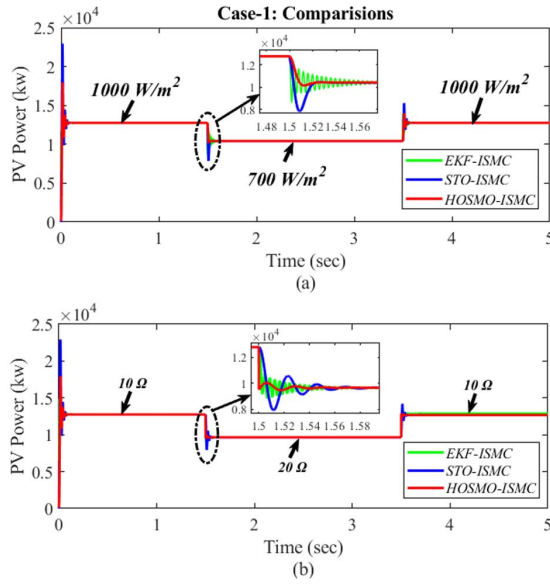 Case-1: Comparisions
×10⁴
PV Power (kw)
2.5
2
1.5
1
0.5
0
1000 W/m²
1000 W/m²
700 W/m²
×10⁴
1.2
1
0.8
1.48 1.5 1.52 1.54 1.56
EKF-ISMC
STO-ISMC
HOSMO-ISMC
0 1 2 3 4 5
Time (sec)
(a)
×10⁴
PV Power (kw)
2.5
2
1.5
1
0.5
0
10 Ω
10 Ω
20 Ω
×10⁴
1.2
1
0.8
1.5 1.52 1.54 1.56 1.58
EKF-ISMC
STO-ISMC
HOSMO-ISMC
0 1 2 3 4 5
Time (sec)
(b)